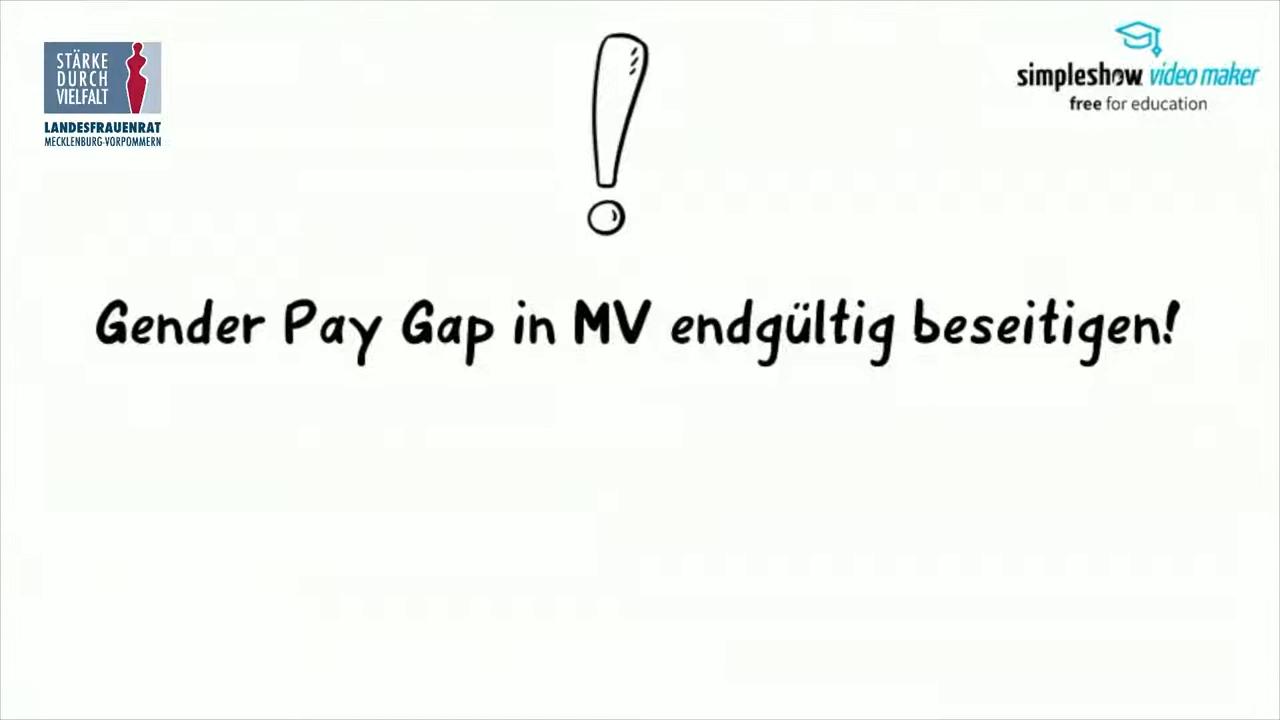 STÄRKE
DURCH
VIELFALT
LANDESFRAUENRAT
MECKLENBURG-VORPOMMERN
simpleshow video maker
free for education
Gender Pay Gap in MV endgültig beseitigen!